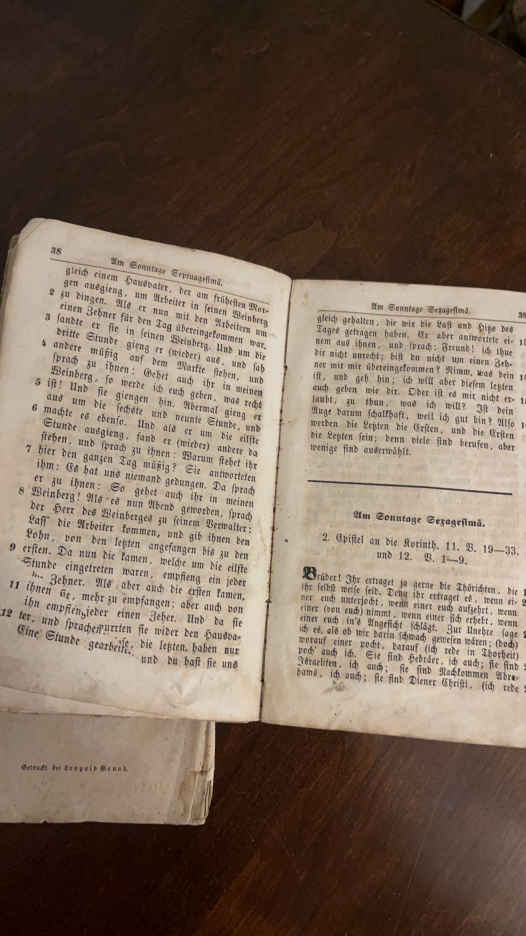 38
Am Sonntage Septuagesimä.
gleich einem Hausvater, der am frühesten Mor-
gen ausgieng, um Arbeiter in seinen Weinberg
2 zu dingen. Als er nun mit den Arbeitern um
einen Zehner für den Tag übereingekommen war,
3 sandte er sie in seinen Weinberg. Und um die
dritte Stunde gieng er (wieder) aus, und sah
4 andere müßig auf dem Markte stehen, und
sprach zu ihnen: Gehet auch ihr in meinen
Weinberg, so werde ich euch geben, was recht
5 ist! Und sie giengen hin. Abermal gieng er
aus um die sechste und neunte Stunde, und
6 machte es ebenso. Und als er um die eilfte
Stunde ausgieng, fand er (wieder) andere da
stehen, und sprach zu ihnen: Warum stehet ihr
7 hier den ganzen Tag müßig? Sie antworteten
ihm: Es hat uns niemand gedungen. Da sprach
er zu ihnen: So gehet auch ihr in meinen
8 Weinberg! Als es nun Abend geworden, sprach
der Herr des Weinberges zu seinem Verwalter:
Laß' die Arbeiter kommen, und gib ihnen den
Lohn, von den letzten angefangen bis zu den
9 ersten. Da nun die kamen, welche um die eilfte
Stunde eingetreten waren, empfieng ein jeder
Zehner. Als aber auch die ersten kamen,
11 ihnen Ge, mehr zu empfangen; aber auch von
ihn empfieng jeder einen Zeher. Und da sie
12 ter, und sprachen murrten sie wider den Hausva-
Eine Stunde gearbeit, die letzten haben nur
und du hast sie uns
Am Sonntage Sexagesimä.
39
gleich gehalten, die wir die Last und Hitze des
Tages getragen haben. Er aber antwortete ei-
nem aus ihnen, und sprach: Freund! ich thue
dir nicht unrecht; bist du nicht um einen Zeh-
ner mit mir übereingekommen? Nimm, was dein
ist, und geh' hin; ich will aber diesem letzten
auch geben wie dir. Oder ist es mir nicht er-
laubt, zu thun, was ich will? Ist dein
Auge darum schalkhaft, weil ich gut bin? Also
werden die Letzten die Ersten, und die Ersten
die Letzten sein; denn viele sind berufen, aber
wenige sind auserwählt.
Am Sonntage Sexagesimä.
2. Epistel an die Korinth. 11. V. 19—33.
und 12. V. 1—9.
Brüder! Ihr ertraget ja gerne die Thörichten, die
ihr selbst weise seid. Denn ihr ertraget es, wenn ei-
ner euch unterjocht, wenn einer euch aufzehrt, wenn
einer (von euch) nimmt, wenn einer sich erhebt, wenn
einer euch in's Angesicht schlägt. Zur Unehre sage
ich es, als ob wir darin schwach gewesen wären; (doch)
worauf einer pocht, darauf (ich rede in Thorheit)
poch' auch ich. Sie sind Hebräer, ich auch; sie sind
Israeliten, ich auch; sie sind Nachkommen Abra-
hams, ich auch; sie sind Diener Christi, (ich rede
Gedruckt bei Leopold Grund.